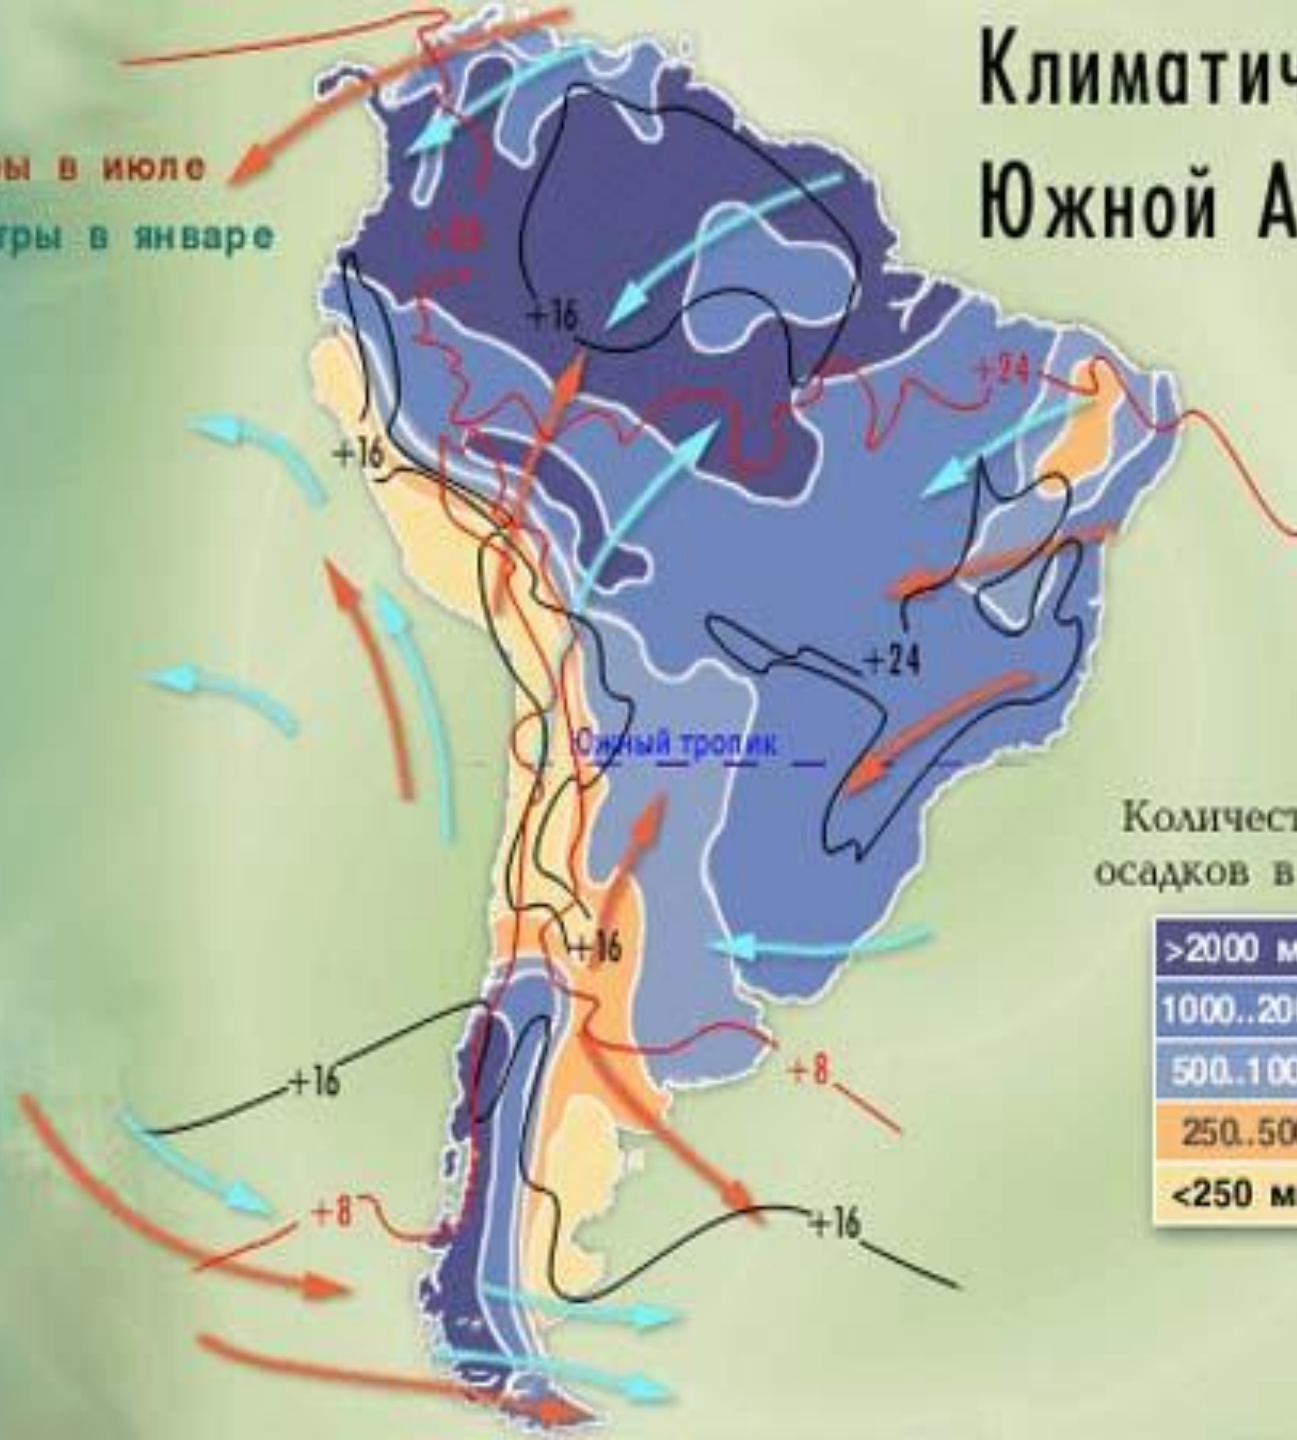 Климатич
Южной А
ы в июле
тры в январе
+16
+24
+16
+24
Южный тропик
Количест
осадков в
+16
>2000 м
1000..20
500..100
250..50
<250 м
+16
+8
+8
+16